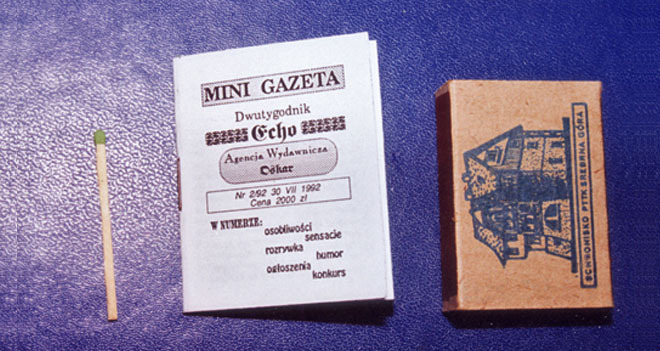 MINI GAZETA
Dwutygodnik
Echo
Agencja Wydawnicza
Oskar
Nr 2/92 30 VII 1992
Cena 2000 zł
W NUMERZE:
osobliwości
sensacje
rozrywka
humor
ogłoszenia
konkurs
SCHRONISKO PTTK SREBRNA GÓRA